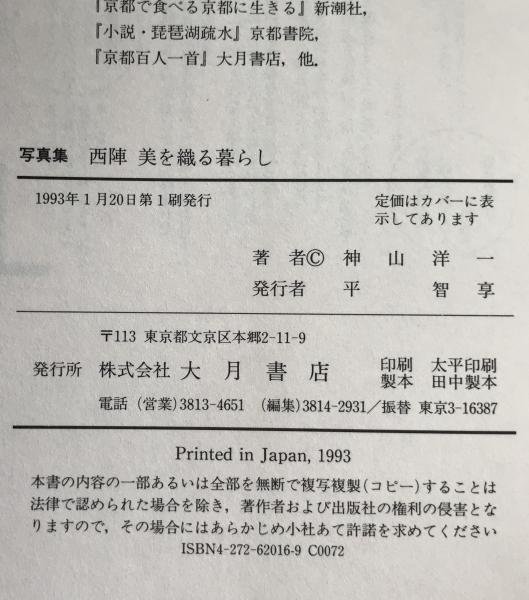 『京都で食べる京都に生きる』新潮社,
『小説・琵琶湖疏水』京都書院,
『京都百人一首』大月書店, 他.
写真集 西陣 美を織る暮らし
1993年1月20日第1刷発行
定価はカバーに表
示してあります
著者© 神山洋一
発行者 平智享
〒113 東京都文京区本郷2-11-9
発行所 株式会社 大月書店
印刷 太平印刷
製本 田中製本
電話 (営業)3813-4651 (編集)3814-2931/振替 東京3-16387
Printed in Japan, 1993
本書の内容の一部あるいは全部を無断で複写複製(コピー)することは
法律で認められた場合を除き, 著作者および出版社の権利の侵害とな
りますので, その場合にはあらかじめ小社あて許諾を求めてください
ISBN4-272-62016-9 C0072